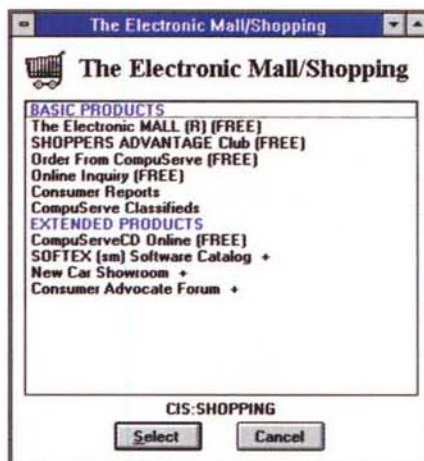 The Electronic Mall/Shopping
The Electronic Mall/Shopping
BASIC PRODUCTS
The Electronic MALL (R) (FREE)
SHOPPERS ADVANTAGE Club (FREE)
Order From CompuServe (FREE)
Online Inquiry (FREE)
Consumer Reports
CompuServe Classifieds
EXTENDED PRODUCTS
CompuServeCD Online (FREE)
SOFTEX (sm) Software Catalog +
New Car Showroom +
Consumer Advocate Forum +
CIS:SHOPPING
Select Cancel